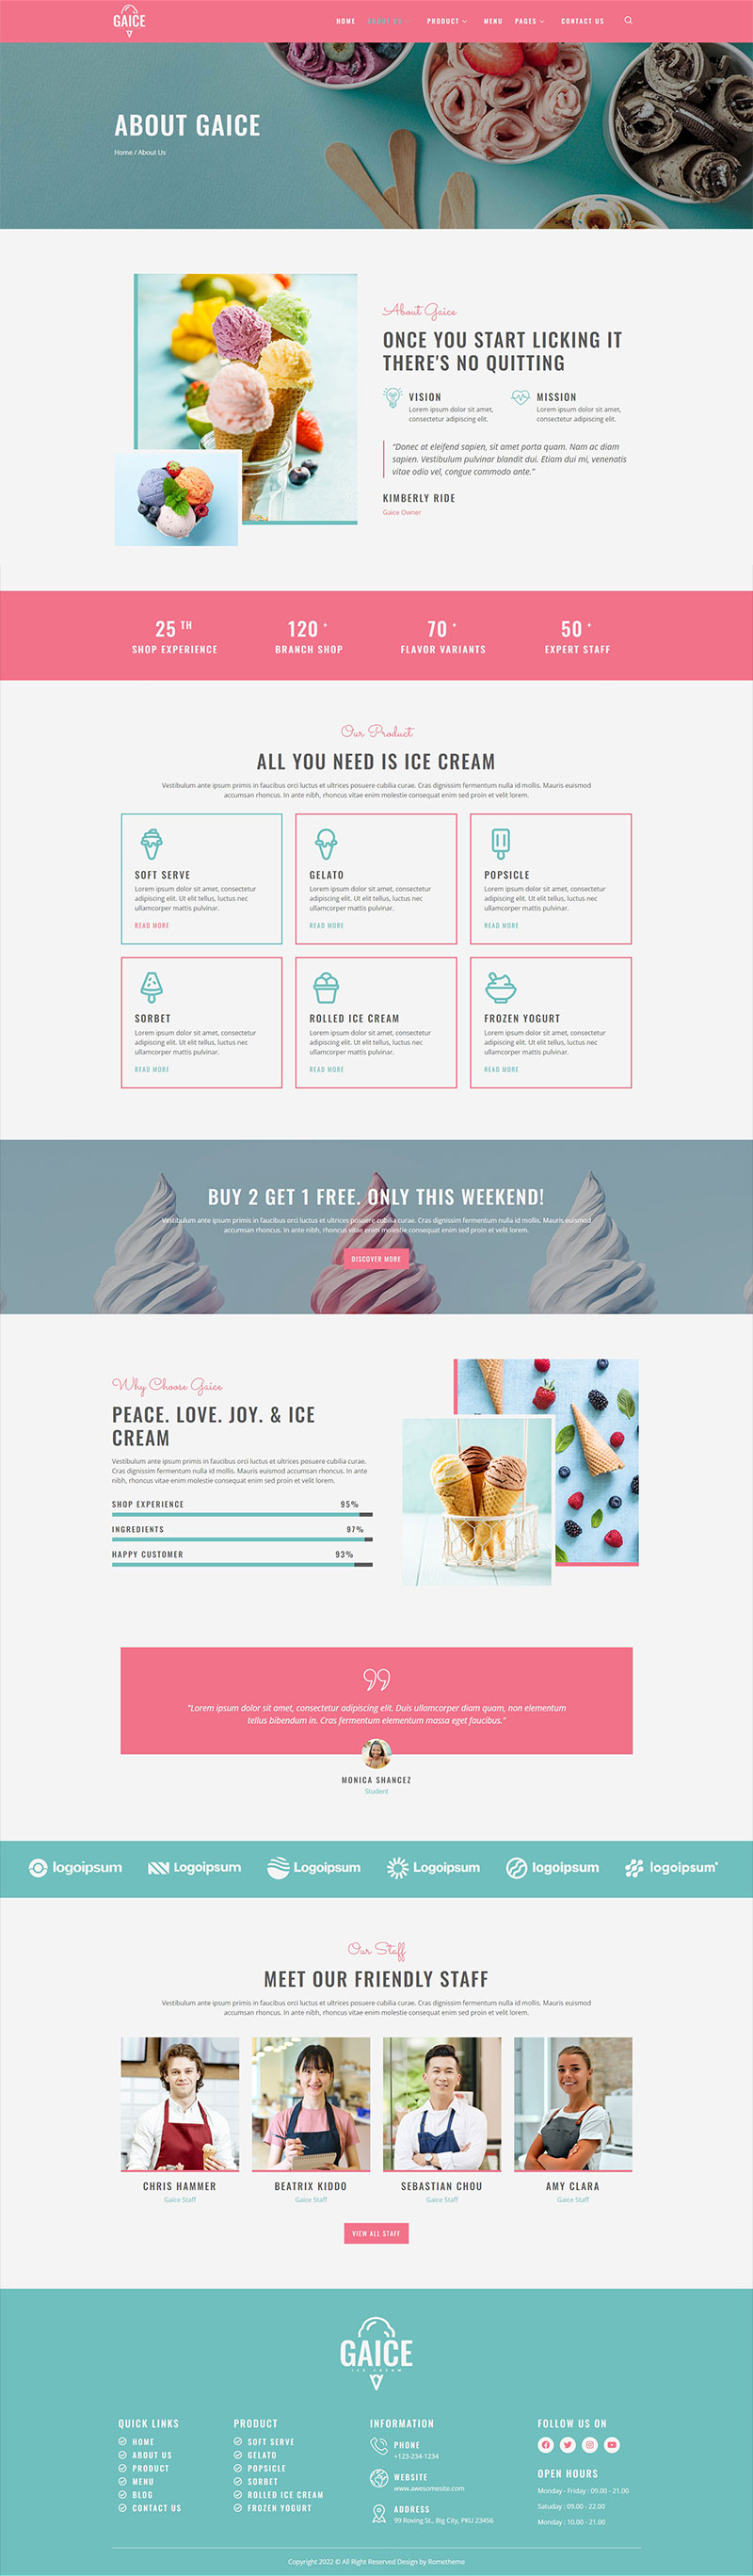 GAICE
HOME ABOUT US PRODUCT MENU PAGES CONTACT US
ABOUT GAICE
Home / About Us
About Gaice
ONCE YOU START LICKING IT
THERE'S NO QUITTING
VISION
Lorem ipsum dolor sit amet,
consectetur adipiscing elit.
MISSION
Lorem ipsum dolor sit amet,
consectetur adipiscing elit.
"Donec at eleifend sapien, sit amet porta quam. Nam ac diam
sapien. Vestibulum pulvinar blandit dui. Etiam dui mi, venenatis
vitae odio vel, congue commodo ante."
KIMBERLY RIDE
Gaice Owner
25 TH
SHOP EXPERIENCE
120 +
BRANCH SHOP
70 +
FLAVOR VARIANTS
50 +
EXPERT STAFF
Our Product
ALL YOU NEED IS ICE CREAM
Vestibulum ante ipsum primis in faucibus orci luctus et ultrices posuere cubilia curae. Cras dignissim fermentum nulla id mollis. Mauris euismod
accumsan rhoncus. In ante nibh, rhoncus vitae enim molestie consequat enim sed proin et velit lorem.
SOFT SERVE
Lorem ipsum dolor sit amet, consectetur
adipiscing elit. Ut elit tellus, luctus nec
ullamcorper mattis pulvinar.
READ MORE
GELATO
Lorem ipsum dolor sit amet, consectetur
adipiscing elit. Ut elit tellus, luctus nec
ullamcorper mattis pulvinar.
READ MORE
POPSICLE
Lorem ipsum dolor sit amet, consectetur
adipiscing elit. Ut elit tellus, luctus nec
ullamcorper mattis pulvinar.
READ MORE
SORBET
Lorem ipsum dolor sit amet, consectetur
adipiscing elit. Ut elit tellus, luctus nec
ullamcorper mattis pulvinar.
READ MORE
ROLLED ICE CREAM
Lorem ipsum dolor sit amet, consectetur
adipiscing elit. Ut elit tellus, luctus nec
ullamcorper mattis pulvinar.
READ MORE
FROZEN YOGURT
Lorem ipsum dolor sit amet, consectetur
adipiscing elit. Ut elit tellus, luctus nec
ullamcorper mattis pulvinar.
READ MORE
BUY 2 GET 1 FREE. ONLY THIS WEEKEND!
Vestibulum ante ipsum primis in faucibus orci luctus et ultrices posuere cubilia curae. Cras dignissim fermentum nulla id mollis. Mauris euismod
accumsan rhoncus. In ante nibh, rhoncus vitae enim molestie consequat enim sed proin et velit lorem.
DISCOVER MORE
Why Choose Gaice
PEACE. LOVE. JOY. & ICE
CREAM
Vestibulum ante ipsum primis in faucibus orci luctus et ultrices posuere cubilia curae.
Cras dignissim fermentum nulla id mollis. Mauris euismod accumsan rhoncus. In ante
nibh, rhoncus vitae enim molestie consequat enim sed proin et velit lorem.
SHOP EXPERIENCE 95%
INGREDIENTS 97%
HAPPY CUSTOMER 93%
"Lorem ipsum dolor sit amet, consectetur adipiscing elit. Duis ullamcorper diam quam, non elementum
tellus bibendum in. Cras fermentum elementum massa eget faucibus."
MONICA SHANCEZ
Student
logoipsum Logoipsum Logoipsum Logoipsum logoipsum logoipsum
Our Staff
MEET OUR FRIENDLY STAFF
Vestibulum ante ipsum primis in faucibus orci luctus et ultrices posuere cubilia curae. Cras dignissim fermentum nulla id mollis. Mauris euismod
accumsan rhoncus. In ante nibh, rhoncus vitae enim molestie consequat enim sed proin et velit lorem.
CHRIS HAMMER
Gaice Staff
BEATRIX KIDDO
Gaice Staff
SEBASTIAN CHOU
Gaice Staff
AMY CLARA
Gaice Staff
VIEW ALL STAFF
GAICE
ICE CREAM
QUICK LINKS
HOME
ABOUT US
PRODUCT
MENU
BLOG
CONTACT US
PRODUCT
SOFT SERVE
GELATO
POPSICLE
SORBET
ROLLED ICE CREAM
FROZEN YOGURT
INFORMATION
PHONE
+123-234-1234
WEBSITE
www.awesomesite.com
ADDRESS
99 Roving St., Big City, PKU 23456
FOLLOW US ON
OPEN HOURS
Monday - Friday : 09.00 - 21.00
Satuday : 09.00 - 22.00
Monday : 10.00 - 21.00
Copyright 2022 © All Right Reserved Design by Rometheme